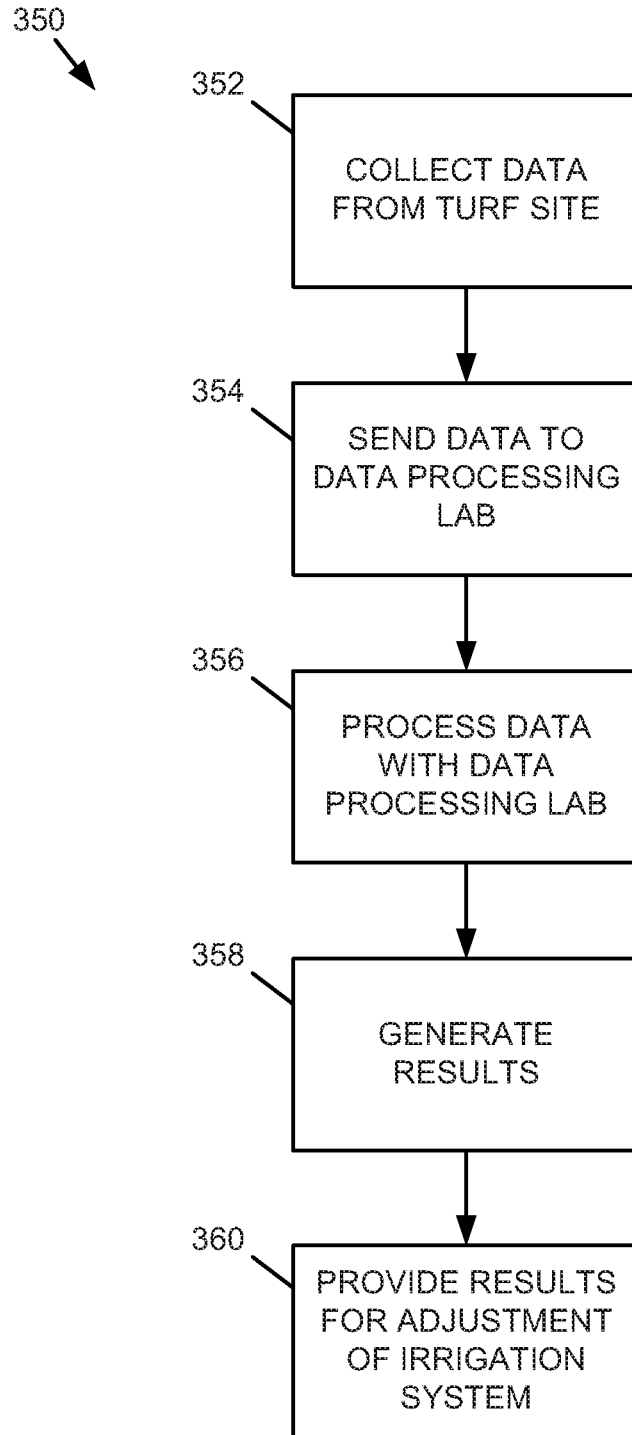 350
352
COLLECT DATA
FROM TURF SITE
354
SEND DATA TO
DATA PROCESSING
LAB
356
PROCESS DATA
WITH DATA
PROCESSING LAB
358
GENERATE
RESULTS
360
PROVIDE RESULTS
FOR ADJUSTMENT
OF IRRIGATION
SYSTEM